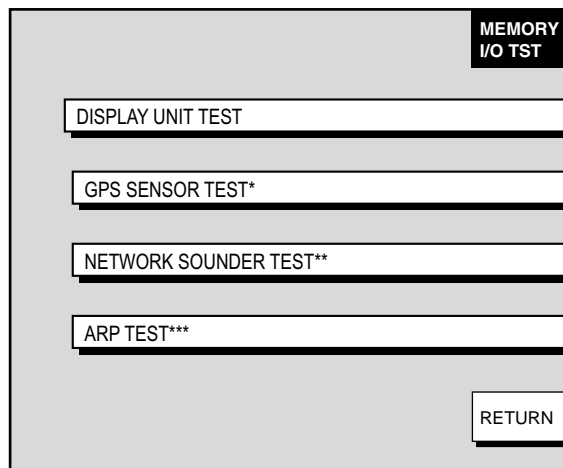 MEMORY
I/O TST
DISPLAY UNIT TEST
GPS SENSOR TEST*
NETWORK SOUNDER TEST**
ARP TEST***
RETURN